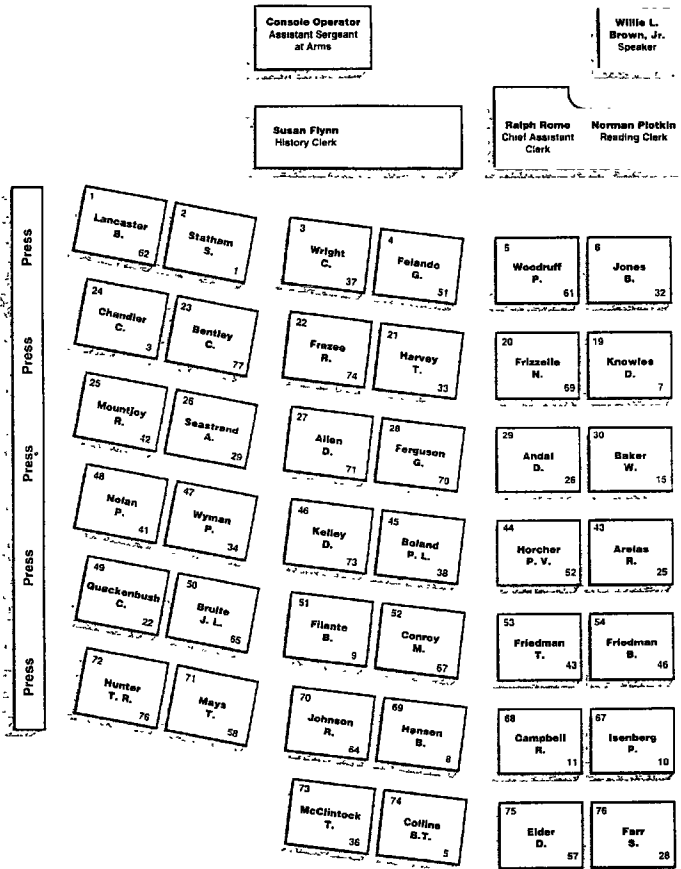 Console Operator
Assistant Sergeant
at Arms
Willie L.
Brown, Jr.
Speaker
Susan Flynn
History Clerk
Ralph Rome
Chief Assistant
Clerk
Norman Plotkin
Reading Clerk
Press
Press
Press
Press
Press
1
Lancaster
B.
62
2
Statham
S.
1
3
Wright
C.
37
4
Felando
G.
51
5
Woodruff
P.
61
6
Jones
B.
32
24
Chandler
C.
3
23
Bentley
C.
77
22
Frazee
R.
74
21
Harvey
T.
33
20
Frizzelle
N.
69
19
Knowles
D.
7
25
Mountjoy
R.
42
26
Seastrand
A.
29
27
Allen
D.
71
28
Ferguson
G.
70
29
Andal
D.
26
30
Baker
W.
15
48
Nolan
P.
41
47
Wyman
P.
34
46
Kelley
D.
73
45
Boland
P. L.
38
44
Horcher
P. V.
52
43
Areias
R.
25
49
Quackenbush
C.
22
50
Brulte
J. L.
65
51
Filante
B.
9
52
Conroy
M.
67
53
Friedman
T.
43
54
Friedman
B.
46
72
Hunter
T. R.
76
71
Mays
T.
58
70
Johnson
R.
64
69
Hansen
B.
8
68
Campbell
R.
11
67
Isenberg
P.
10
73
McClintock
T.
36
74
Collins
B.T.
5
75
Elder
D.
57
76
Farr
S.
28